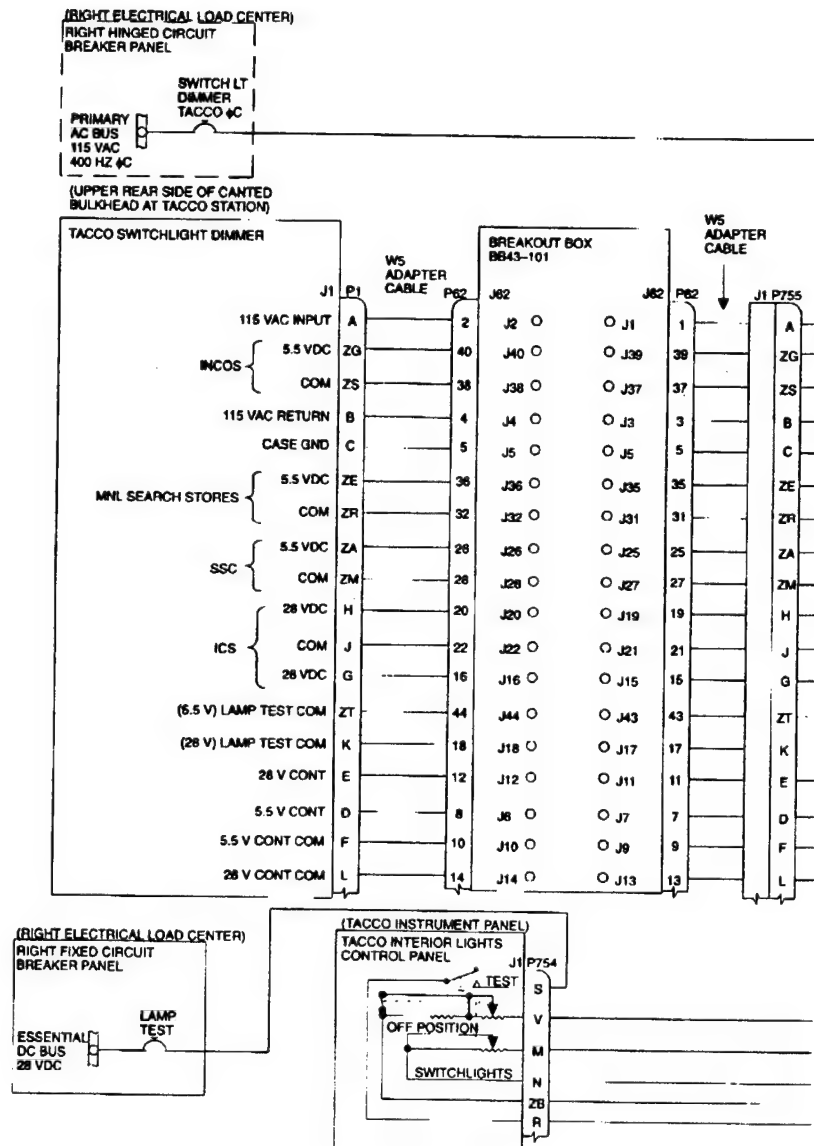 (RIGHT ELECTRICAL LOAD CENTER)
RIGHT HINGED CIRCUIT
BREAKER PANEL
SWITCH LT
DIMMER
TACCO ϕC
PRIMARY
AC BUS
115 VAC
400 HZ ϕC
(UPPER REAR SIDE OF CANTED
BULKHEAD AT TACCO STATION)
TACCO SWITCHLIGHT DIMMER
W5
ADAPTER
CABLE
BREAKOUT BOX
BB43-101
W5
ADAPTER
CABLE
J1 P1 P62 J62 J62 P62 J1 P755
115 VAC INPUT A 2 J2 J1 1 A
INCOS
5.5 VDC ZG 40 J40 J39 39 ZG
COM ZS 38 J38 J37 37 ZS
115 VAC RETURN B 4 J4 J3 3 B
CASE GND C 5 J5 J5 5 C
MNL SEARCH STORES
5.5 VDC ZE 36 J36 J35 35 ZE
COM ZR 32 J32 J31 31 ZR
SSC
5.5 VDC ZA 26 J26 J25 25 ZA
COM ZM 28 J28 J27 27 ZM
ICS
28 VDC H 20 J20 J19 19 H
COM J 22 J22 J21 21 J
28 VDC G 16 J16 J15 15 G
(5.5 V) LAMP TEST COM ZT 44 J44 J43 43 ZT
(28 V) LAMP TEST COM K 18 J18 J17 17 K
28 V CONT E 12 J12 J11 11 E
5.5 V CONT D 8 J8 J7 7 D
5.5 V CONT COM F 10 J10 J9 9 F
28 V CONT COM L 14 J14 J13 13 L
(RIGHT ELECTRICAL LOAD CENTER)
RIGHT FIXED CIRCUIT
BREAKER PANEL
LAMP
TEST
ESSENTIAL
DC BUS
28 VDC
(TACCO INSTRUMENT PANEL)
TACCO INTERIOR LIGHTS
CONTROL PANEL
J1 P754
TEST
S
OFF POSITION
V
M
SWITCHLIGHTS
N
ZB
R